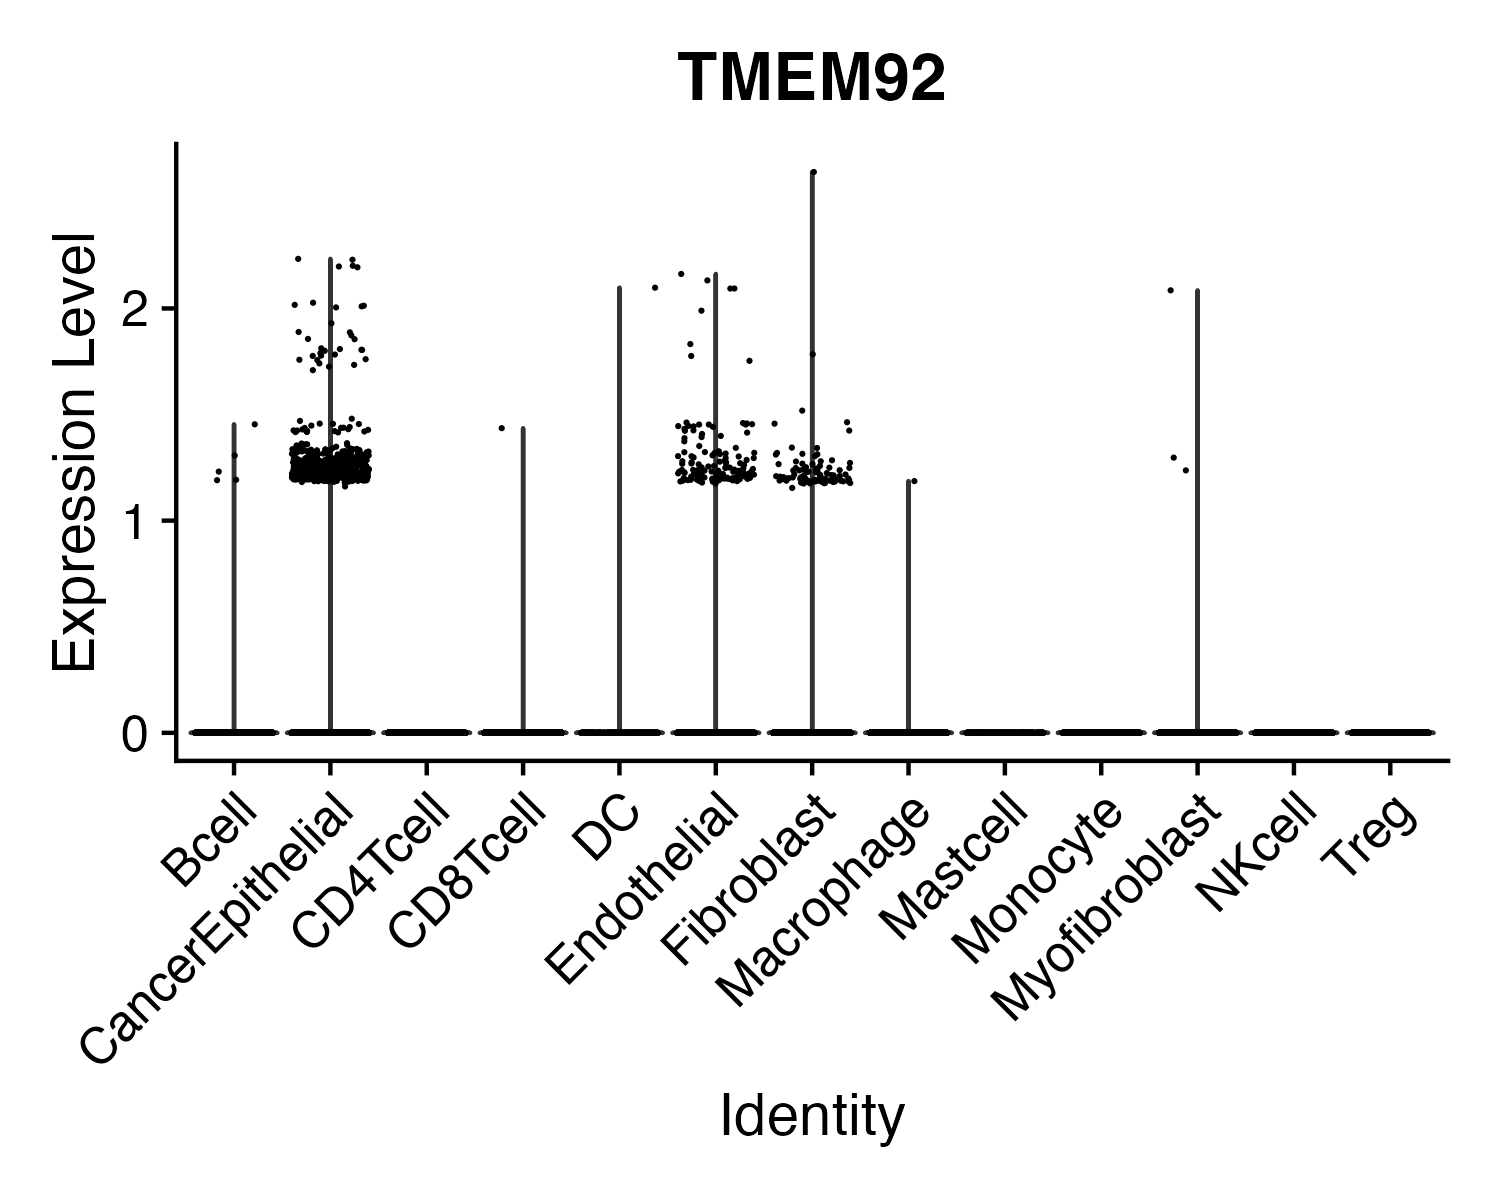 TMEM92
Expression Level
2
1
0
Bcell
CancerEpithelial
CD4Tcell
CD8Tcell
DC
Endothelial
Fibroblast
Macrophage
Mastcell
Monocyte
Myofibroblast
NKcell
Treg
Identity